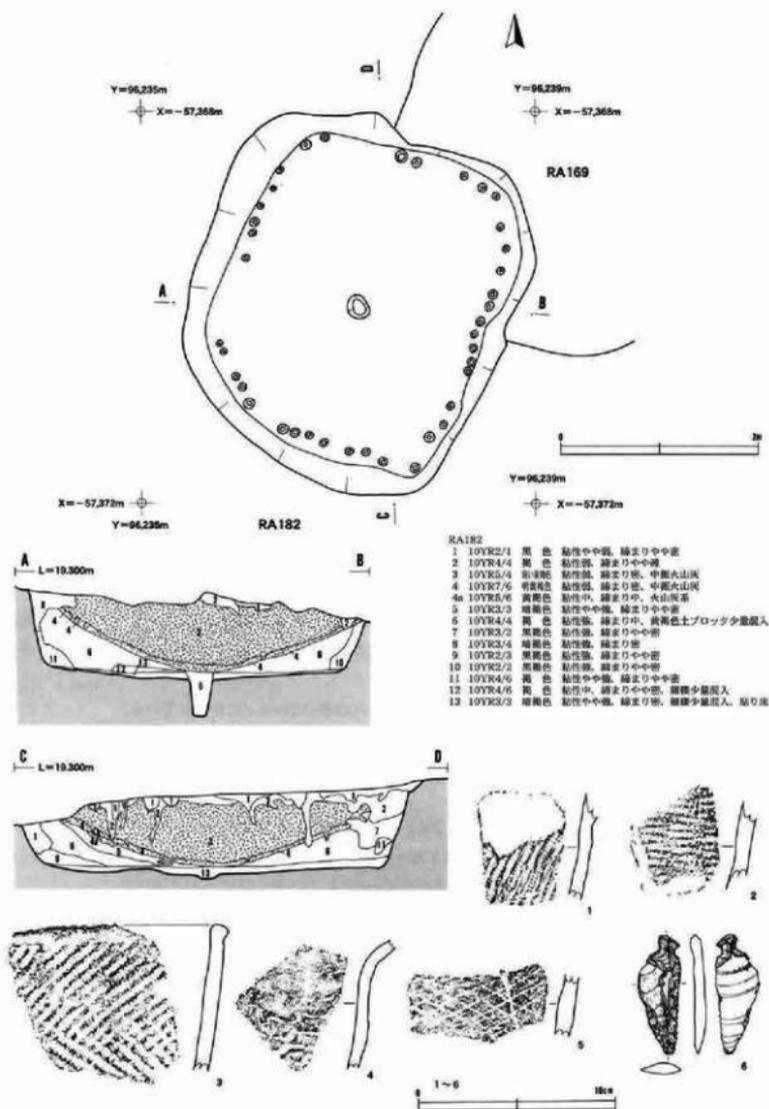 Y=96,235m
X=-57,368m
Y=96,239m
X=-57,368m
D
RA169
A
B
C
0 2m
X=-57,372m
Y=96,235m
RA182
Y=96,239m
X=-57,372m
A L=19.300m B
RA182
1 10YR2/1 黒色 粘性やや弱、締まりやや密
2 10YR4/4 褐色 粘性弱、締まりやや疎
3 10YR5/4 粘性弱、締まり密、中掫火山灰
4 10YR7/6 明黄褐色 粘性弱、締まり密、中掫火山灰
4a 10YR5/6 黄褐色 粘性中、締まり中、火山灰系
5 10YR3/3 暗褐色 粘性やや強、締まりやや密
6 10YR4/4 褐色 粘性やや強、締まり中、黄褐色土ブロック少量混入
7 10YR3/2 黒褐色 粘性強、締まりやや密
8 10YR3/4 暗褐色 粘性強、締まり密
9 10YR2/3 黒褐色 粘性強、締まりやや密
10 10YR2/2 黒褐色 粘性強、締まりやや密
11 10YR4/6 褐色 粘性やや強、締まりやや密
12 10YR4/6 褐色 粘性中、締まりやや密、細礫少量混入
13 10YR3/3 暗褐色 粘性やや強、締まり密、細礫少量混入、貼り床
C L=19.300m D
1
2
3
4
5
6
0 1～6 10cm